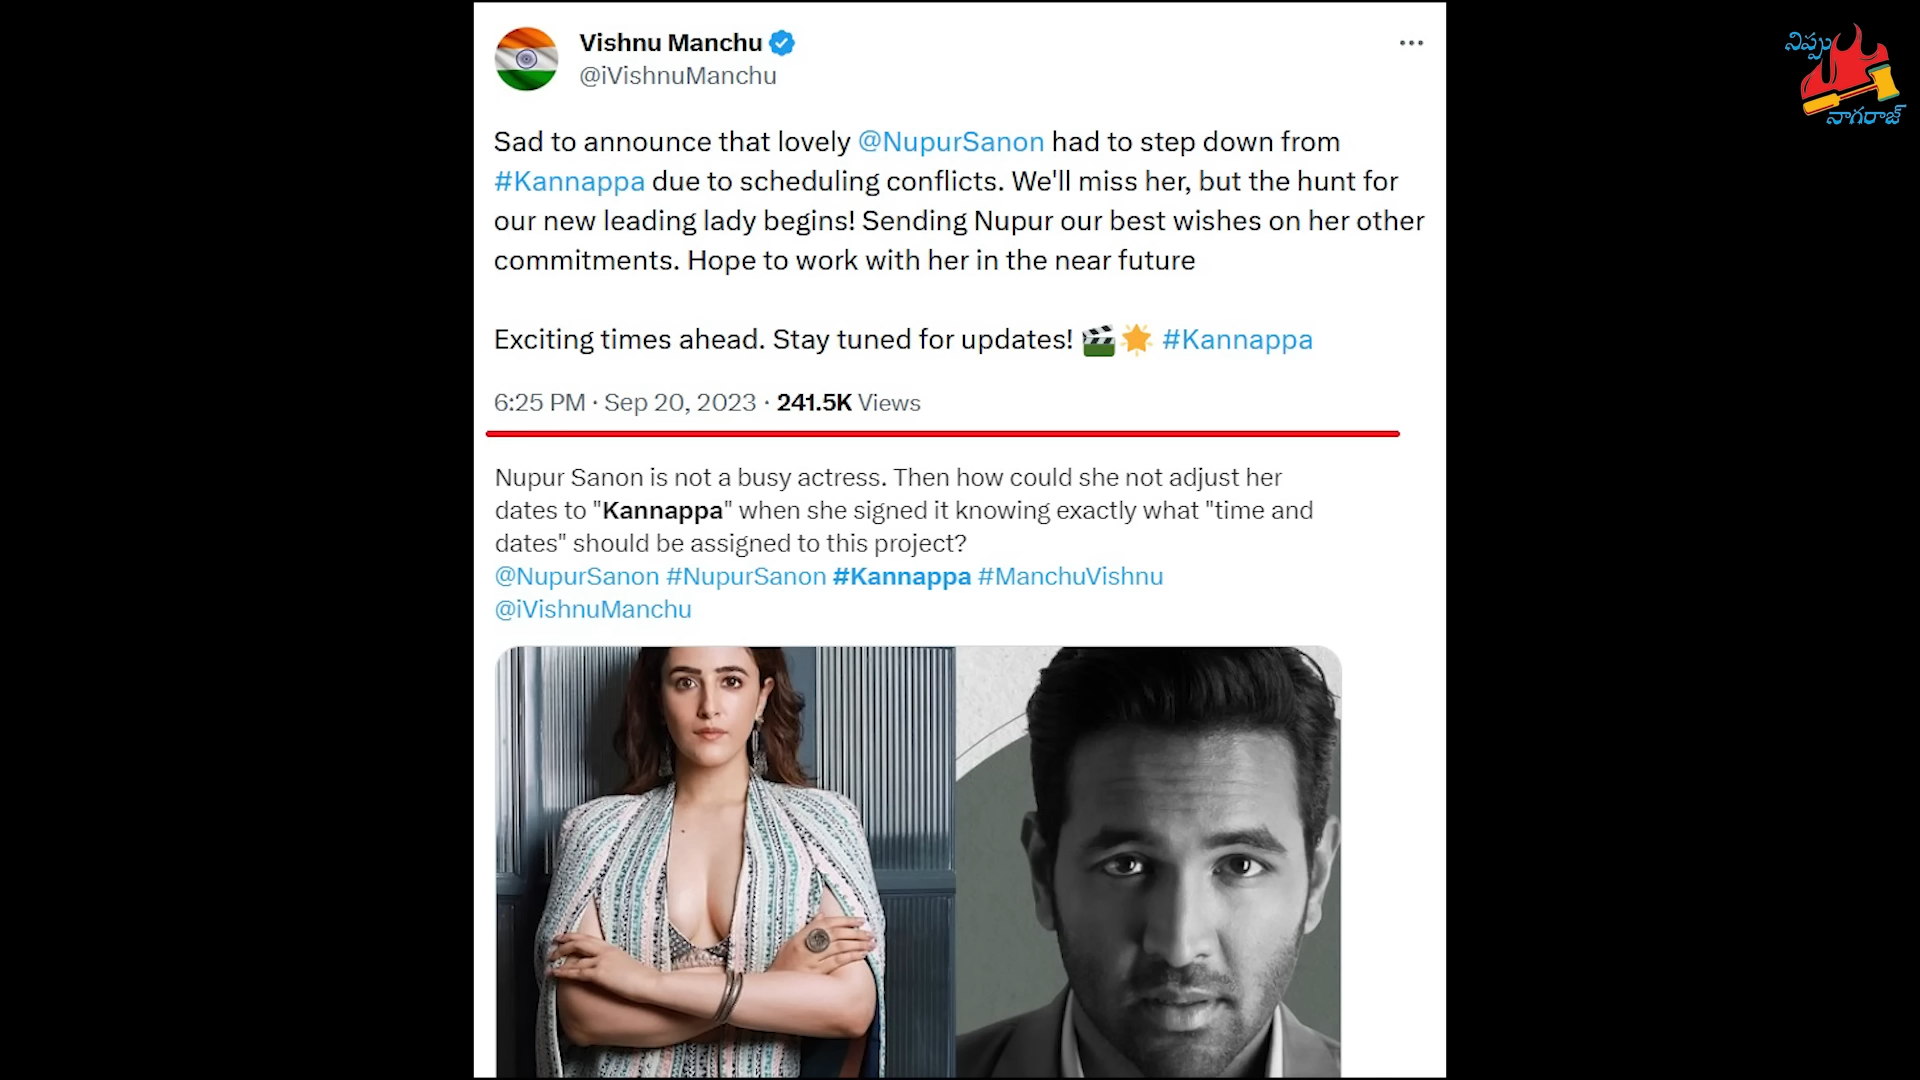 Vishnu Manchu
@iVishnuManchu
నిప్పు
నాగరాజ్
Sad to announce that lovely @NupurSanon had to step down from
#Kannappa due to scheduling conflicts. We'll miss her, but the hunt for
our new leading lady begins! Sending Nupur our best wishes on her other
commitments. Hope to work with her in the near future
Exciting times ahead. Stay tuned for updates! 🎬🌟 #Kannappa
6:25 PM · Sep 20, 2023 · 241.5K Views
Nupur Sanon is not a busy actress. Then how could she not adjust her
dates to "Kannappa" when she signed it knowing exactly what "time and
dates" should be assigned to this project?
@NupurSanon #NupurSanon #Kannappa #ManchuVishnu
@iVishnuManchu